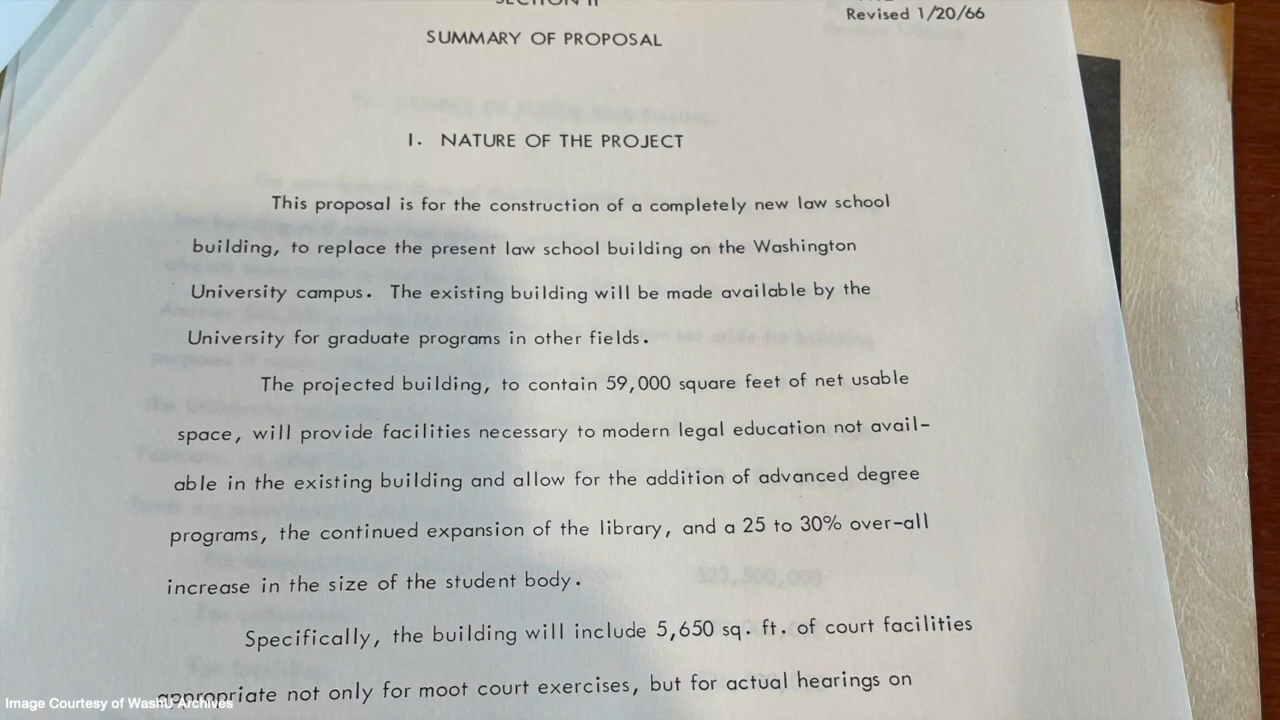 SECTION II
Revised 1/20/66
SUMMARY OF PROPOSAL
I. NATURE OF THE PROJECT
This proposal is for the construction of a completely new law school
building, to replace the present law school building on the Washington
University campus. The existing building will be made available by the
University for graduate programs in other fields.
The projected building, to contain 59,000 square feet of net usable
space, will provide facilities necessary to modern legal education not avail-
able in the existing building and allow for the addition of advanced degree
programs, the continued expansion of the library, and a 25 to 30% over-all
increase in the size of the student body.
$23,500,000
Specifically, the building will include 5,650 sq. ft. of court facilities
appropriate not only for moot court exercises, but for actual hearings on
Image Courtesy of WashU Archives